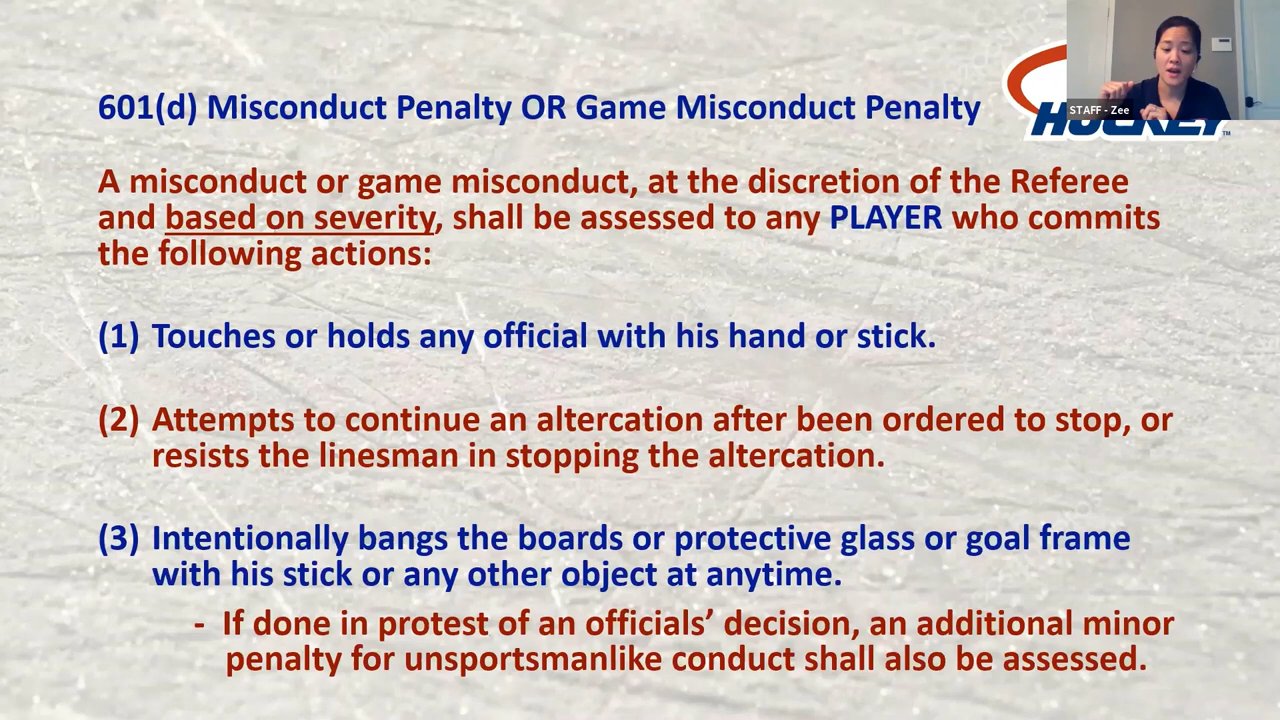 601(d) Misconduct Penalty OR Game Misconduct Penalty
STAFF - Zee
HOCKEY™
A misconduct or game misconduct, at the discretion of the Referee
and based on severity, shall be assessed to any PLAYER who commits
the following actions:
(1) Touches or holds any official with his hand or stick.
(2) Attempts to continue an altercation after been ordered to stop, or
resists the linesman in stopping the altercation.
(3) Intentionally bangs the boards or protective glass or goal frame
with his stick or any other object at anytime.
- If done in protest of an officials’ decision, an additional minor
penalty for unsportsmanlike conduct shall also be assessed.